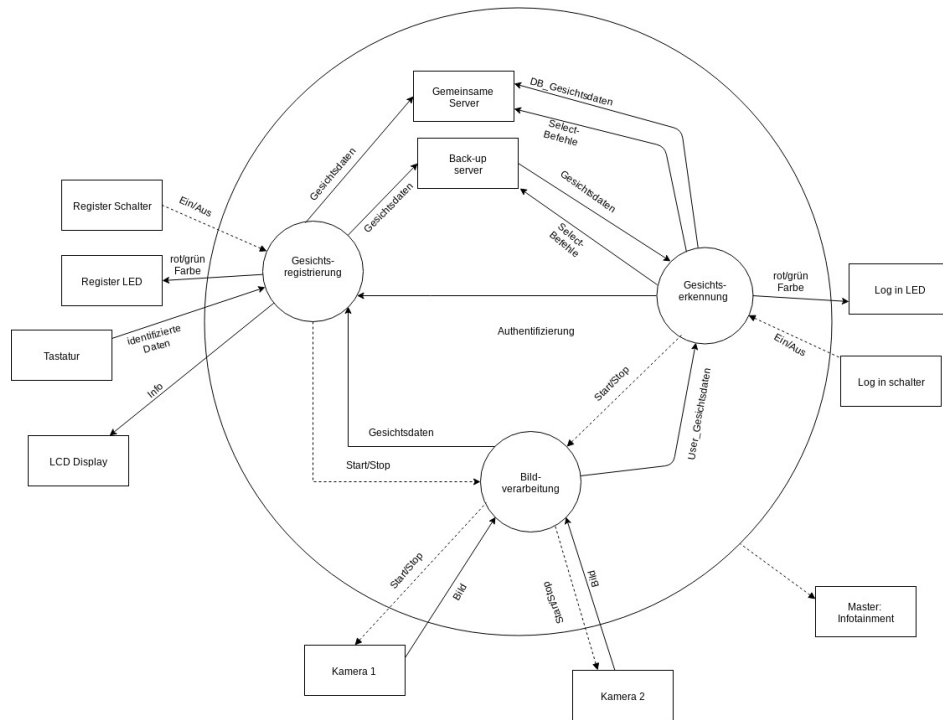 Gemeinsame
Server
DB_Gesichtsdaten
Select-
Befehle
Back-up
server
Gesichtsdaten
Gesichtsdaten
Gesichtsdaten
Select-
Befehle
Register Schalter
Ein/Aus
Gesichts-
registrierung
rot/grün
Farbe
Register LED
Gesichts-
erkennung
rot/grün
Farbe
Log in LED
identifizierte
Daten
Tastatur
Authentifizierung
Ein/Aus
Log in schalter
Info
Start/Stop
User_Gesichtsdaten
LCD Display
Gesichtsdaten
Start/Stop
Bild-
verarbeitung
Start/Stop
Bild
Start/Stop
Bild
Master:
Infotainment
Kamera 1
Kamera 2